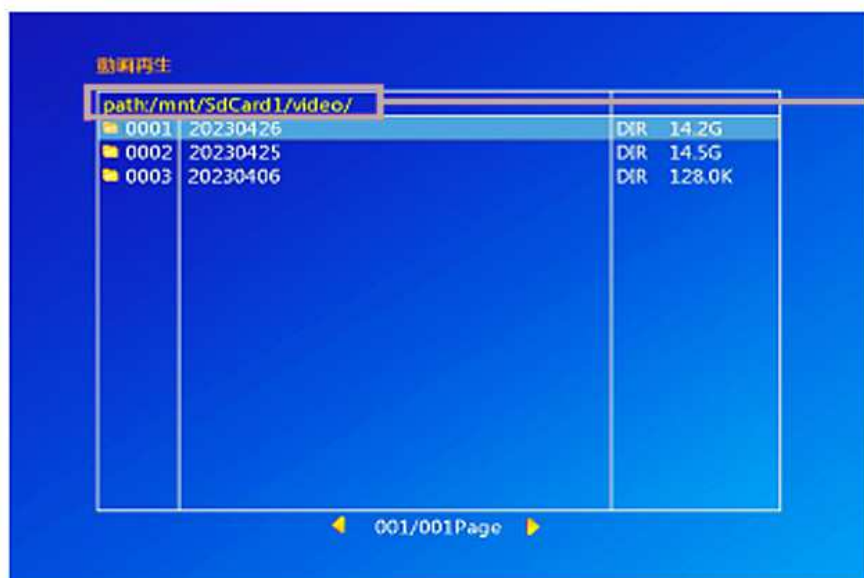 動画再生
path:/mnt/SdCard1/video/
0001 20230426 DIR 14.2G
0002 20230425 DIR 14.5G
0003 20230406 DIR 128.0K
001/001Page